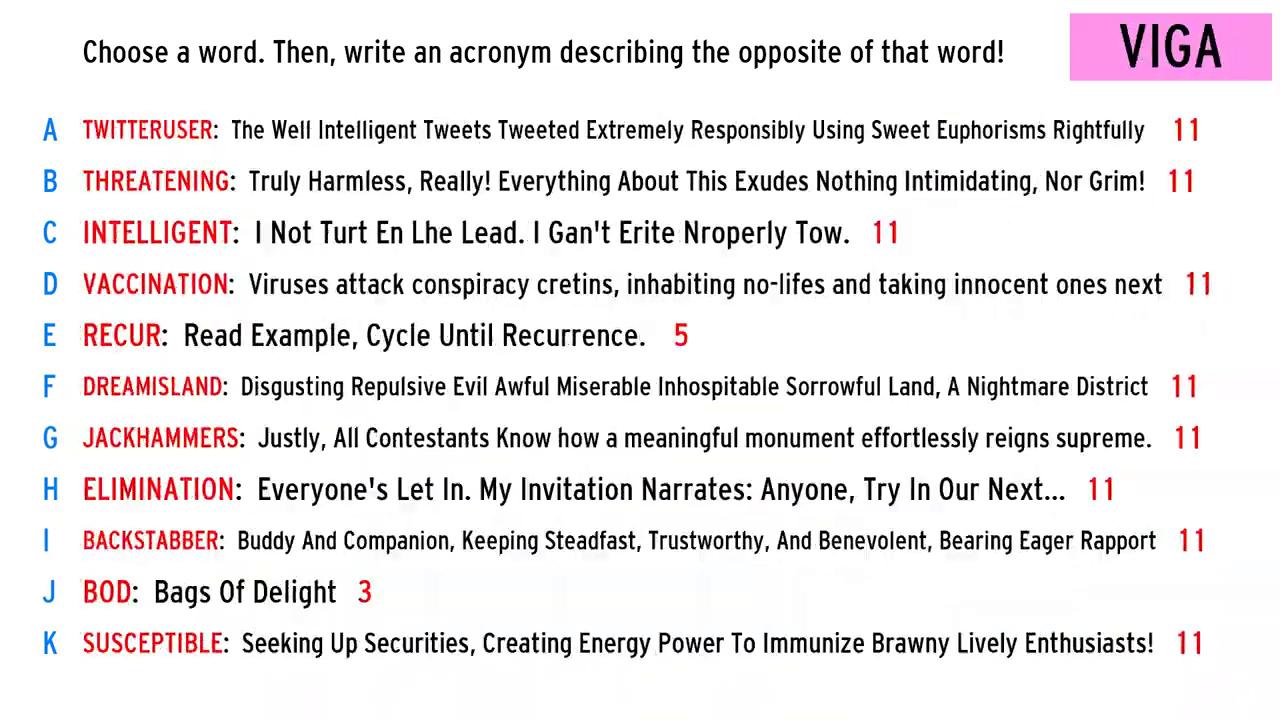 Choose a word. Then, write an acronym describing the opposite of that word!
VIGA
A TWITTERUSER: The Well Intelligent Tweets Tweeted Extremely Responsibly Using Sweet Euphorisms Rightfully 11
B THREATENING: Truly Harmless, Really! Everything About This Exudes Nothing Intimidating, Nor Grim! 11
C INTELLIGENT: I Not Turt En Lhe Lead. I Gan't Erite Nroperly Tow. 11
D VACCINATION: Viruses attack conspiracy cretins, inhabiting no-lifes and taking innocent ones next 11
E RECUR: Read Example, Cycle Until Recurrence. 5
F DREAMISLAND: Disgusting Repulsive Evil Awful Miserable Inhospitable Sorrowful Land, A Nightmare District 11
G JACKHAMMERS: Justly, All Contestants Know how a meaningful monument effortlessly reigns supreme. 11
H ELIMINATION: Everyone's Let In. My Invitation Narrates: Anyone, Try In Our Next... 11
I BACKSTABBER: Buddy And Companion, Keeping Steadfast, Trustworthy, And Benevolent, Bearing Eager Rapport 11
J BOD: Bags Of Delight 3
K SUSCEPTIBLE: Seeking Up Securities, Creating Energy Power To Immunize Brawny Lively Enthusiasts! 11